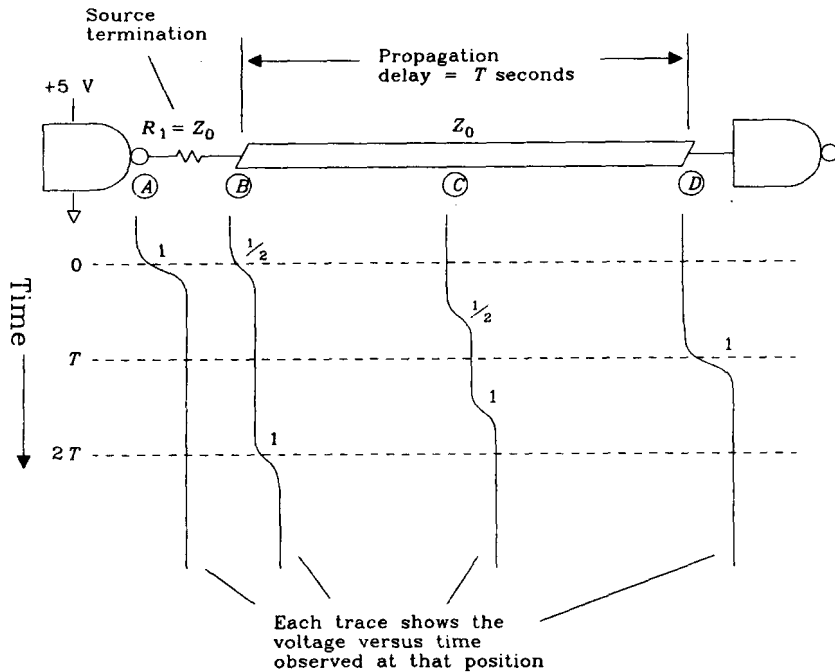 Source
termination
Propagation
delay = T seconds
+5 V
R1 = Z0
Z0
A
B
C
D
1
1/2
0
1/2
Time
T
1
1
2T
1
Each trace shows the
voltage versus time
observed at that position